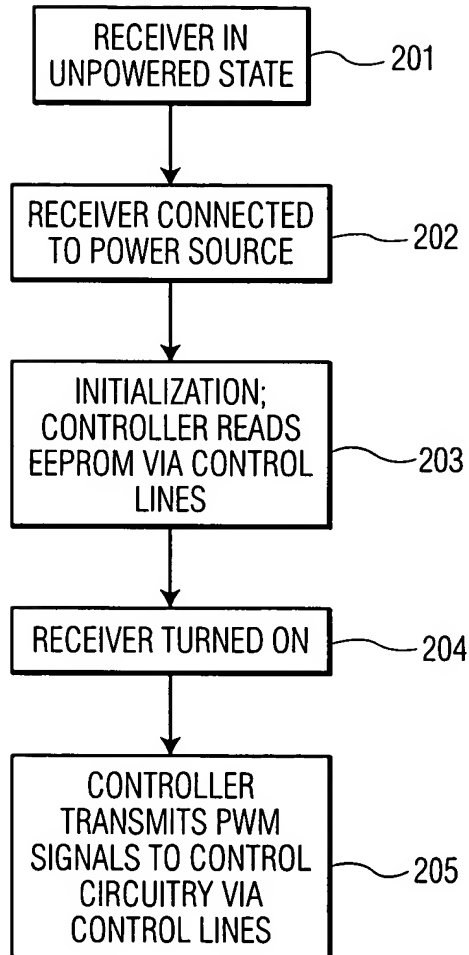 RECEIVER IN
UNPOWERED STATE
201
RECEIVER CONNECTED
TO POWER SOURCE
202
INITIALIZATION;
CONTROLLER READS
EEPROM VIA CONTROL
LINES
203
RECEIVER TURNED ON
204
CONTROLLER
TRANSMITS PWM
SIGNALS TO CONTROL
CIRCUITRY VIA
CONTROL LINES
205